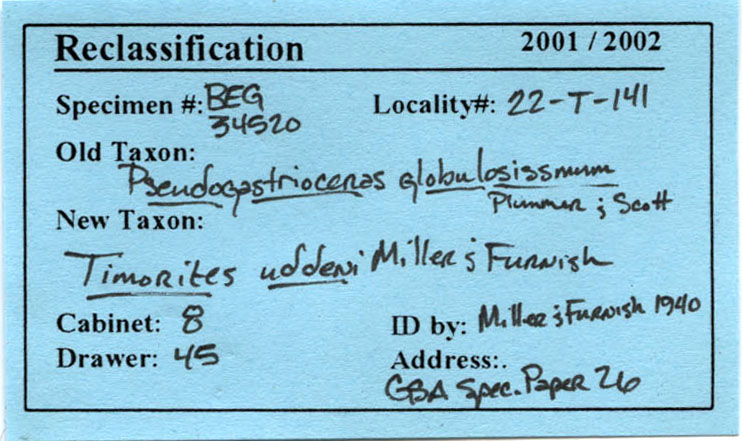 Reclassification 2001 / 2002
Specimen #: BEG Locality#: 22-T-141
34520
Old Taxon:
Pseudogastrioceras globulosissmum
Plummer & Scott
New Taxon:
Timorites uddeni Miller & Furnish
Cabinet: 8 ID by: Miller & Furnish 1940
Drawer: 45 Address:.
GSA Spec. Paper 26